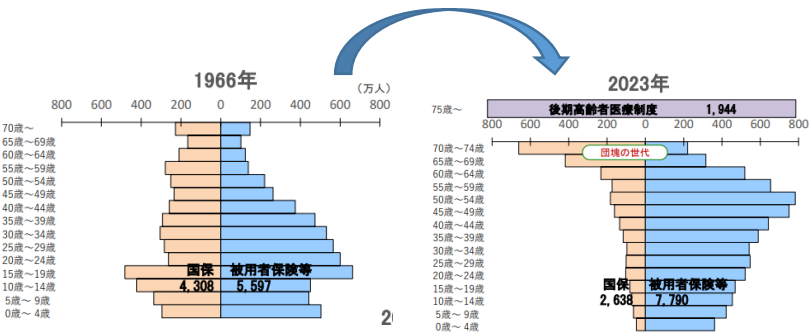 1966年
(万人)
800 600 400 200 0 200 400 600 800
70歳～
65歳～69歳
60歳～64歳
55歳～59歳
50歳～54歳
45歳～49歳
40歳～44歳
35歳～39歳
30歳～34歳
25歳～29歳
20歳～24歳
15歳～19歳
10歳～14歳
5歳～ 9歳
0歳～ 4歳
国保 被用者保険等
4,308 5,597
2023年
75歳～ 後期高齢者医療制度 1,944
800 600 400 200 0 200 400 600 800
70歳～74歳
65歳～69歳
60歳～64歳
55歳～59歳
50歳～54歳
45歳～49歳
40歳～44歳
35歳～39歳
30歳～34歳
25歳～29歳
20歳～24歳
15歳～19歳
10歳～14歳
5歳～ 9歳
0歳～ 4歳
団塊の世代
国保 被用者保険等
2,638 7,790